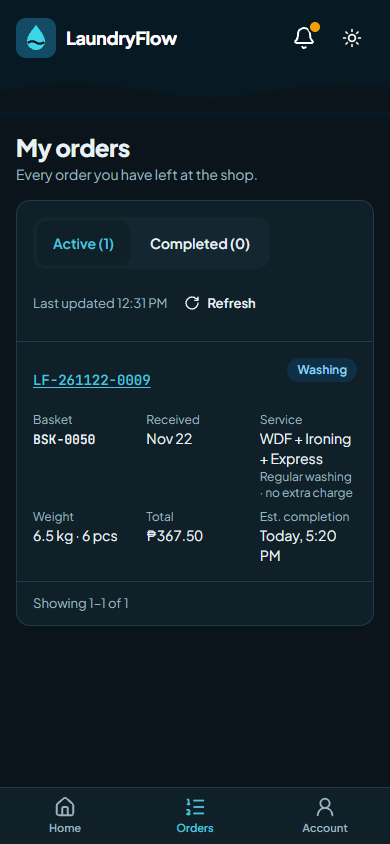 LaundryFlow
My orders
Every order you have left at the shop.
Active (1)
Completed (0)
Last updated 12:31 PM
Refresh
LF-261122-0009
Washing
Basket
BSK-0050
Received
Nov 22
Service
WDF + Ironing
+ Express
Regular washing
· no extra charge
Weight
6.5 kg · 6 pcs
Total
₱367.50
Est. completion
Today, 5:20
PM
Showing 1–1 of 1
Home
Orders
Account